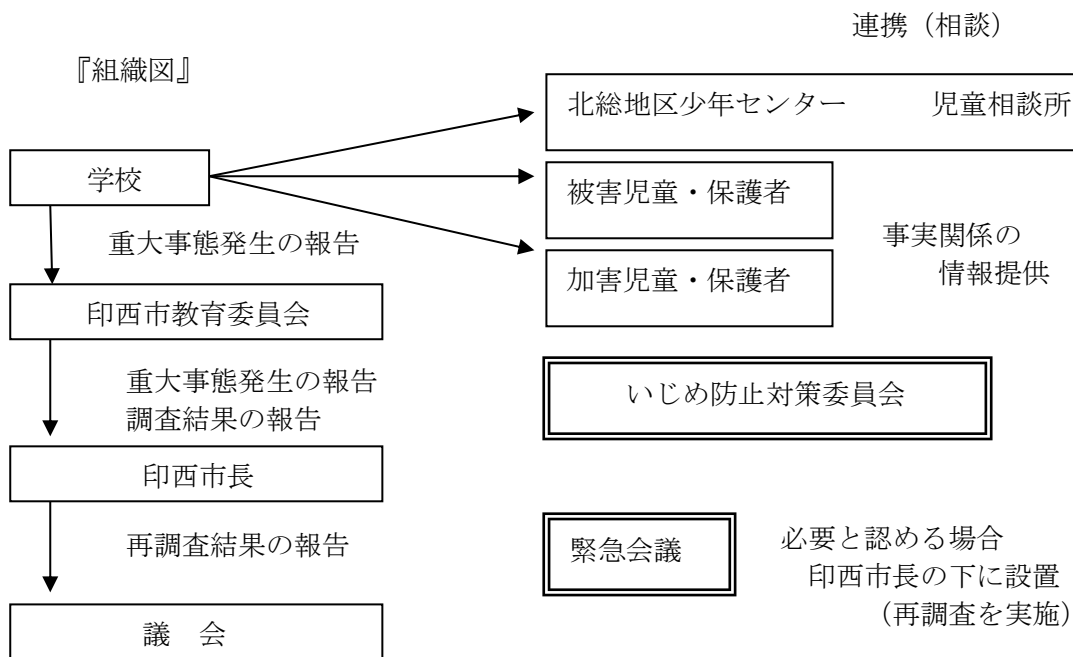 連携（相談）
『組織図』
北総地区少年センター　児童相談所
学校
被害児童・保護者
重大事態発生の報告
事実関係の
情報提供
加害児童・保護者
印西市教育委員会
重大事態発生の報告
調査結果の報告
いじめ防止対策委員会
印西市長
再調査結果の報告
緊急会議
必要と認める場合
印西市長の下に設置
（再調査を実施）
議　会